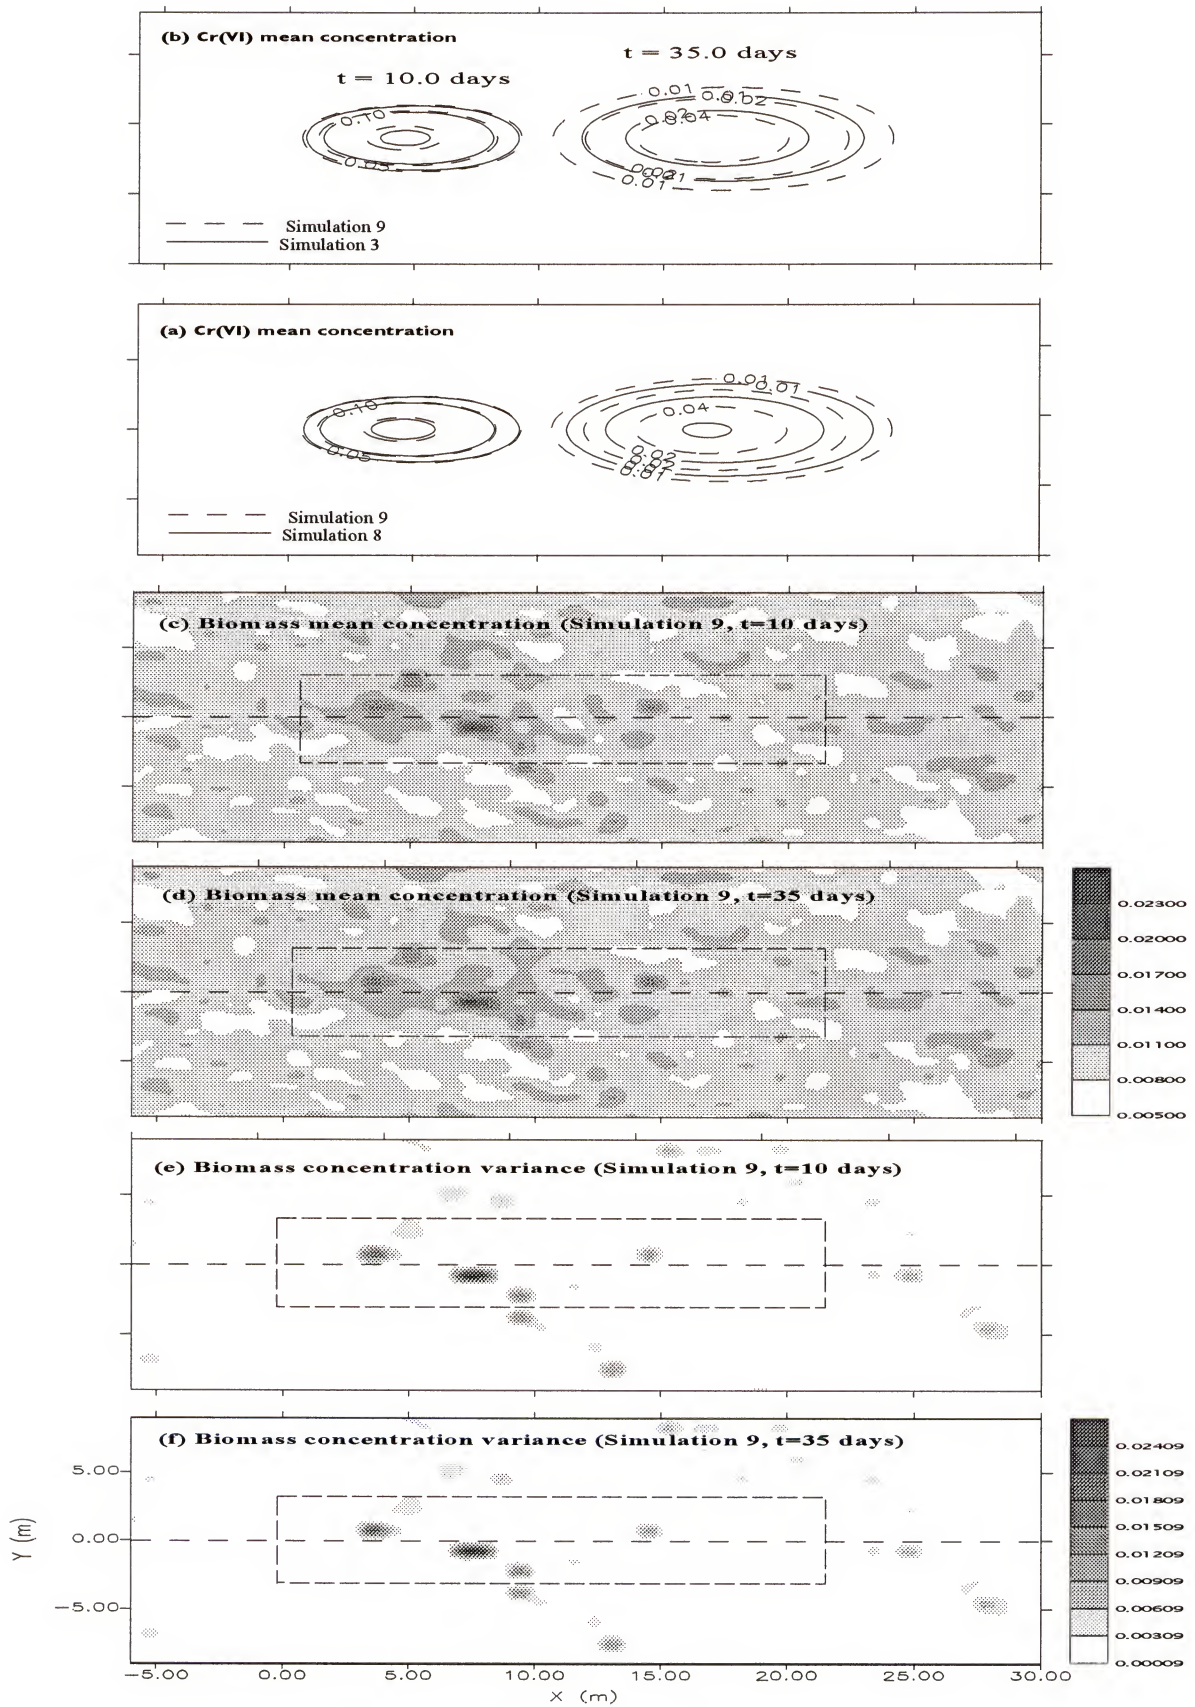 (b) Cr(VI) mean concentration
t = 10.0 days
t = 35.0 days
0.10
0.05
0.01
0.02
0.04
0.01
Simulation 9
Simulation 3
(a) Cr(VI) mean concentration
0.10
0.05
0.01
0.01
0.04
0.02
0.02
0.01
Simulation 9
Simulation 8
(c) Biomass mean concentration (Simulation 9, t=10 days)
(d) Biomass mean concentration (Simulation 9, t=35 days)
0.02300
0.02000
0.01700
0.01400
0.01100
0.00800
0.00500
(e) Biomass concentration variance (Simulation 9, t=10 days)
(f) Biomass concentration variance (Simulation 9, t=35 days)
0.02409
0.02109
0.01809
0.01509
0.01209
0.00909
0.00609
0.00309
0.00009
5.00
0.00
-5.00
Y (m)
-5.00 0.00 5.00 10.00 15.00 20.00 25.00 30.00
X (m)